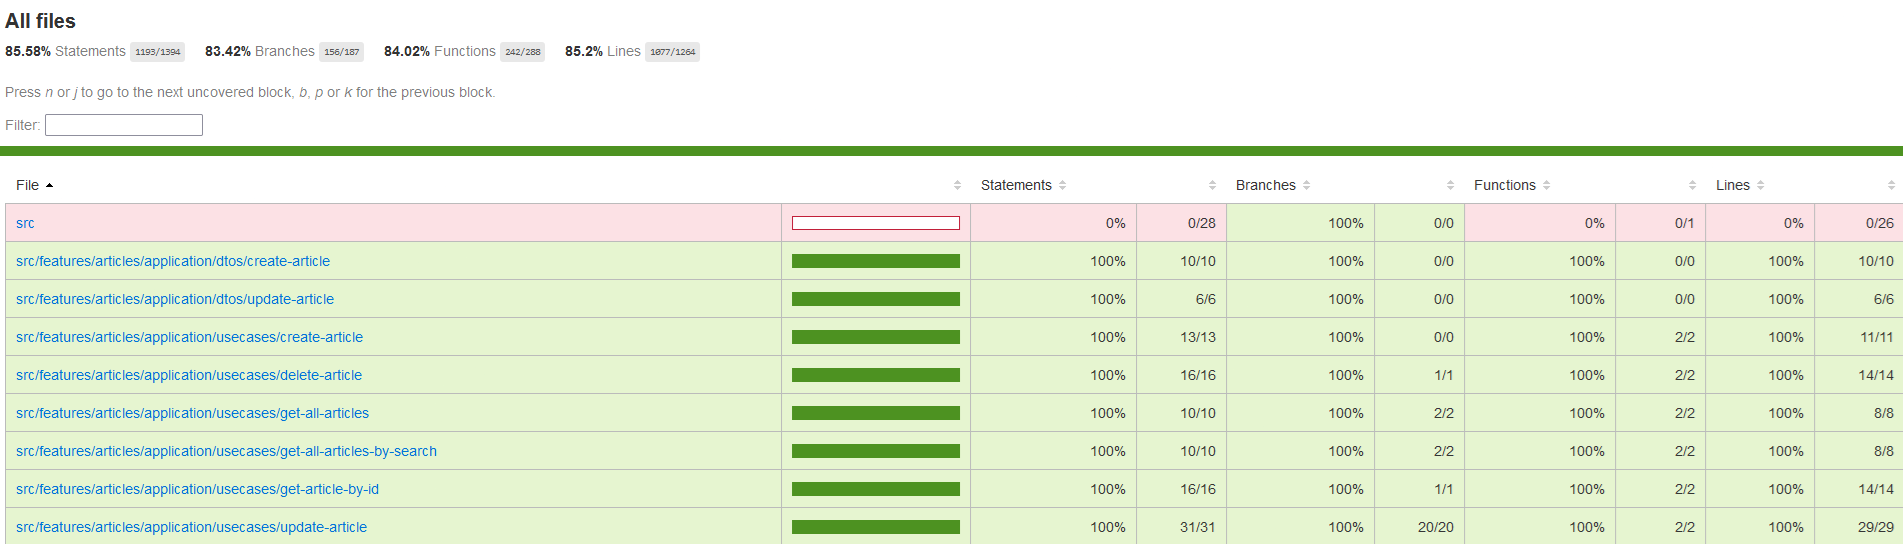 All files
85.58% Statements 1193/1394 83.42% Branches 156/187 84.02% Functions 242/288 85.2% Lines 1077/1264
Press n or j to go to the next uncovered block, b, p or k for the previous block.
Filter:
File Statements Branches Functions Lines
src 0% 0/28 100% 0/0 0% 0/1 0% 0/26
src/features/articles/application/dtos/create-article 100% 10/10 100% 0/0 100% 0/0 100% 10/10
src/features/articles/application/dtos/update-article 100% 6/6 100% 0/0 100% 0/0 100% 6/6
src/features/articles/application/usecases/create-article 100% 13/13 100% 0/0 100% 2/2 100% 11/11
src/features/articles/application/usecases/delete-article 100% 16/16 100% 1/1 100% 2/2 100% 14/14
src/features/articles/application/usecases/get-all-articles 100% 10/10 100% 2/2 100% 2/2 100% 8/8
src/features/articles/application/usecases/get-all-articles-by-search 100% 10/10 100% 2/2 100% 2/2 100% 8/8
src/features/articles/application/usecases/get-article-by-id 100% 16/16 100% 1/1 100% 2/2 100% 14/14
src/features/articles/application/usecases/update-article 100% 31/31 100% 20/20 100% 2/2 100% 29/29